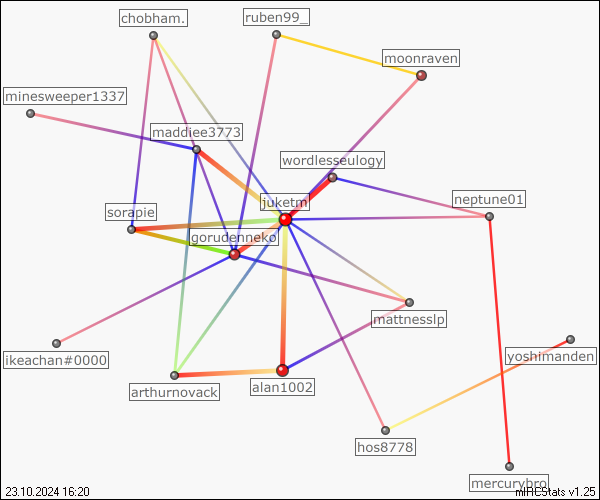 chobham.
ruben99_
moonraven
minesweeper1337
maddiee3773
wordlesseulogy
juketm
neptune01
sorapie
gorudennekø
mattnesslp
ikeachan#0000
yoshimanden
arthurnovack
alan1002
hos8778
mercurybro
23.10.2024 16:20
mIRCStats v1.25